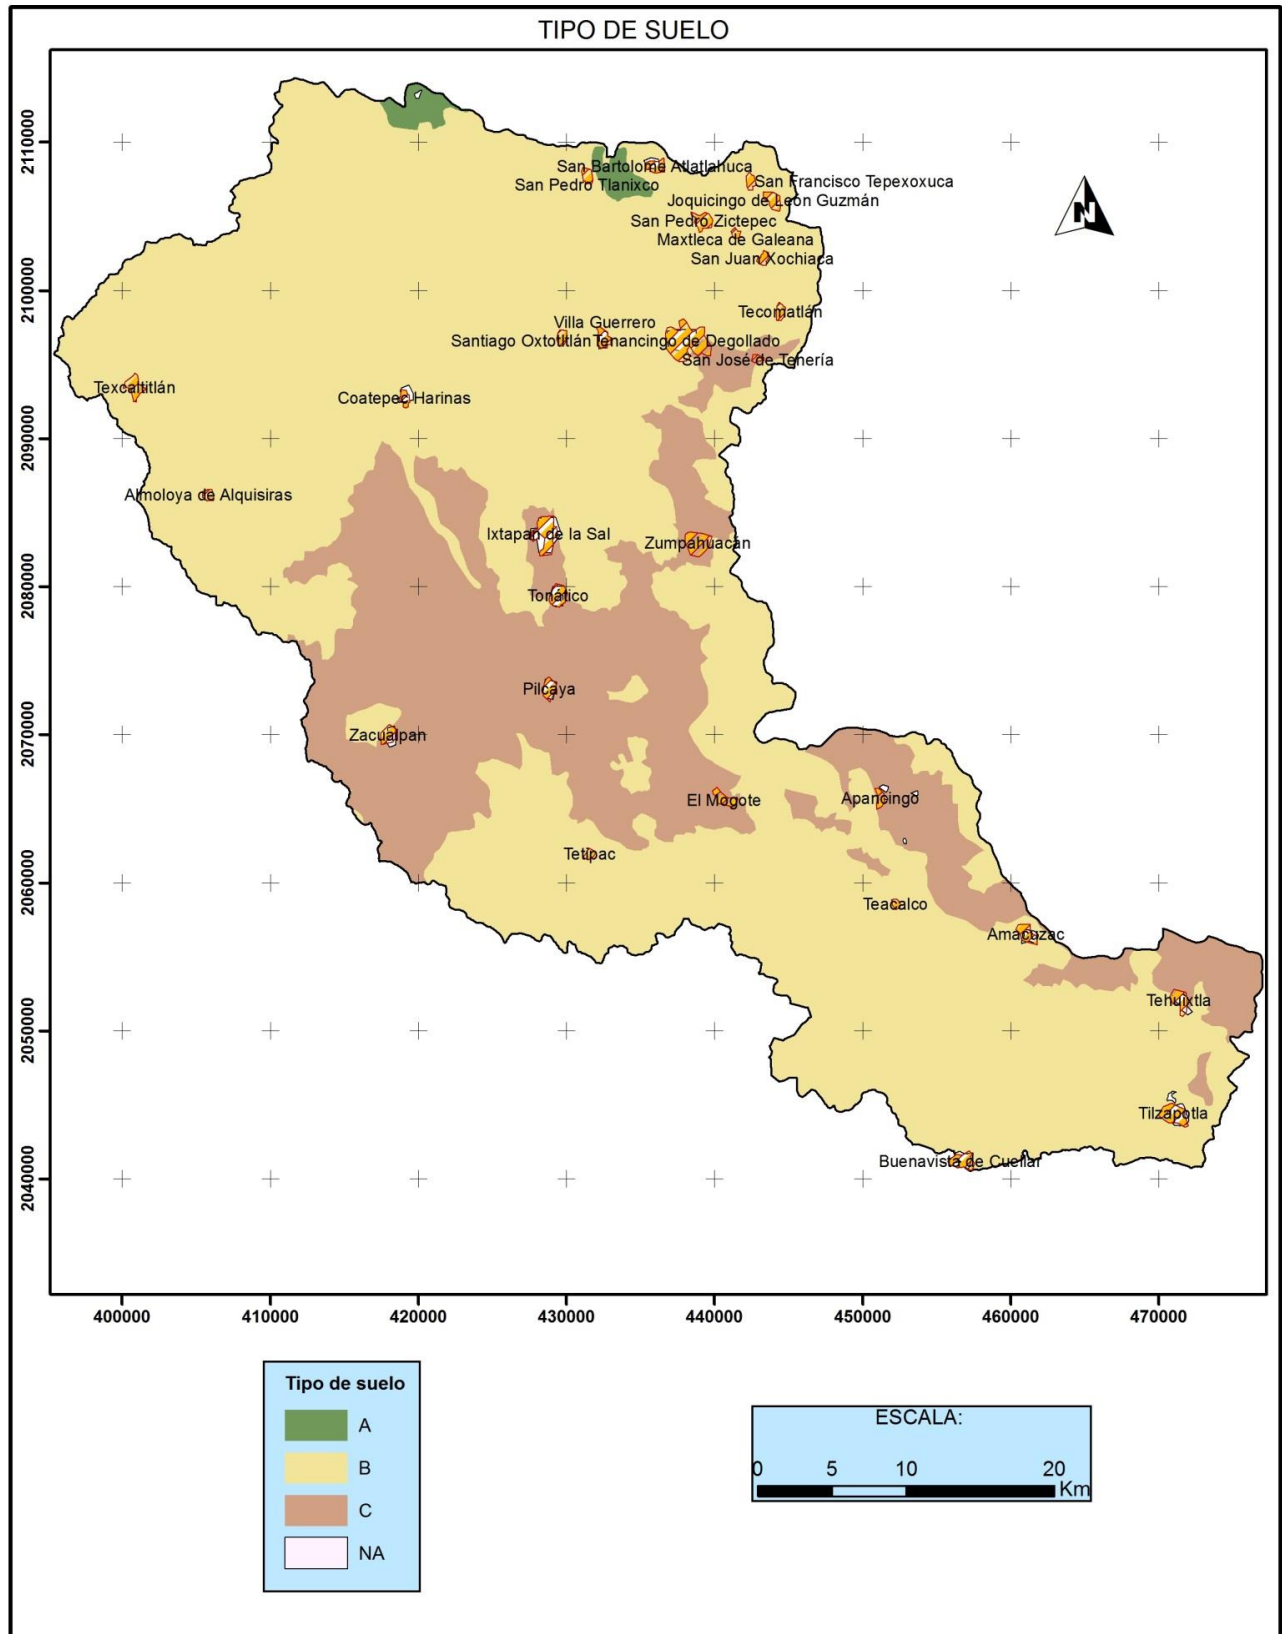 TIPO DE SUELO
2110000
San Bartolome Atlatlahuca
San Pedro Tlanixco
San Francisco Tepexoxuca
Joquicingo de León Guzmán
San Pedro Zictepec
Maxtleca de Galeana
San Juan Xochiaca
N
2100000
Tecomatlán
Villa Guerrero
Santiago Oxtotitlán
Tenancingo de Degollado
San José de Tenería
Texcaltitlán
Coatepec Harinas
2090000
Almoloya de Alquisiras
Ixtapan de la Sal
Zumpahuacán
2080000
Tonático
Pilcaya
2070000
Zacualpan
El Mogote
Apancingo
Tetipac
2060000
Teacalco
Amacuzac
Tehuixtla
2050000
Tilzapotla
Buenavista de Cuellar
2040000
400000 410000 420000 430000 440000 450000 460000 470000
Tipo de suelo
A
B
C
NA
ESCALA:
0 5 10 20
Km